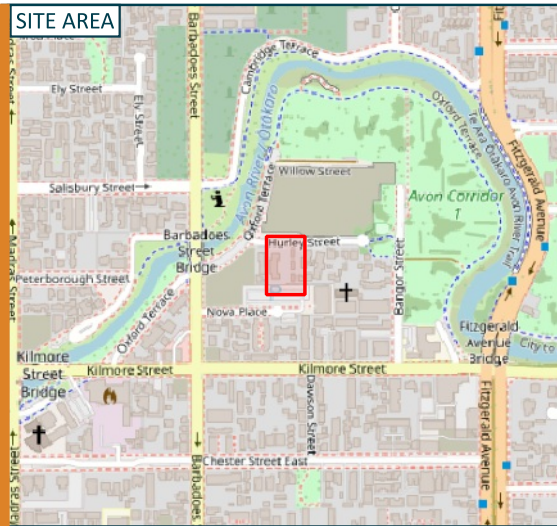 SITE AREA
Barbadoes Street
Cambridge Terrace
Ely Street
Ely Street
Avon River / Ōtākaro
Oxford Terrace
Te Ara Ōtākaro Avon River Trail
Fitzgerald Avenue
Willow Street
Salisbury Street
Avon Corridor
1
Oxford Terrace
Barbadoes
Street
Bridge
Hurley Street
Bangor Street
Madras Street
Peterborough Street
Oxford Terrace
Nova Place
Fitzgerald
Avenue
Bridge
City to
Kilmore
Street
Bridge
Kilmore Street
Kilmore Street
Dawson Street
Fitzgerald Avenue
Chester Street East
Barbadoes